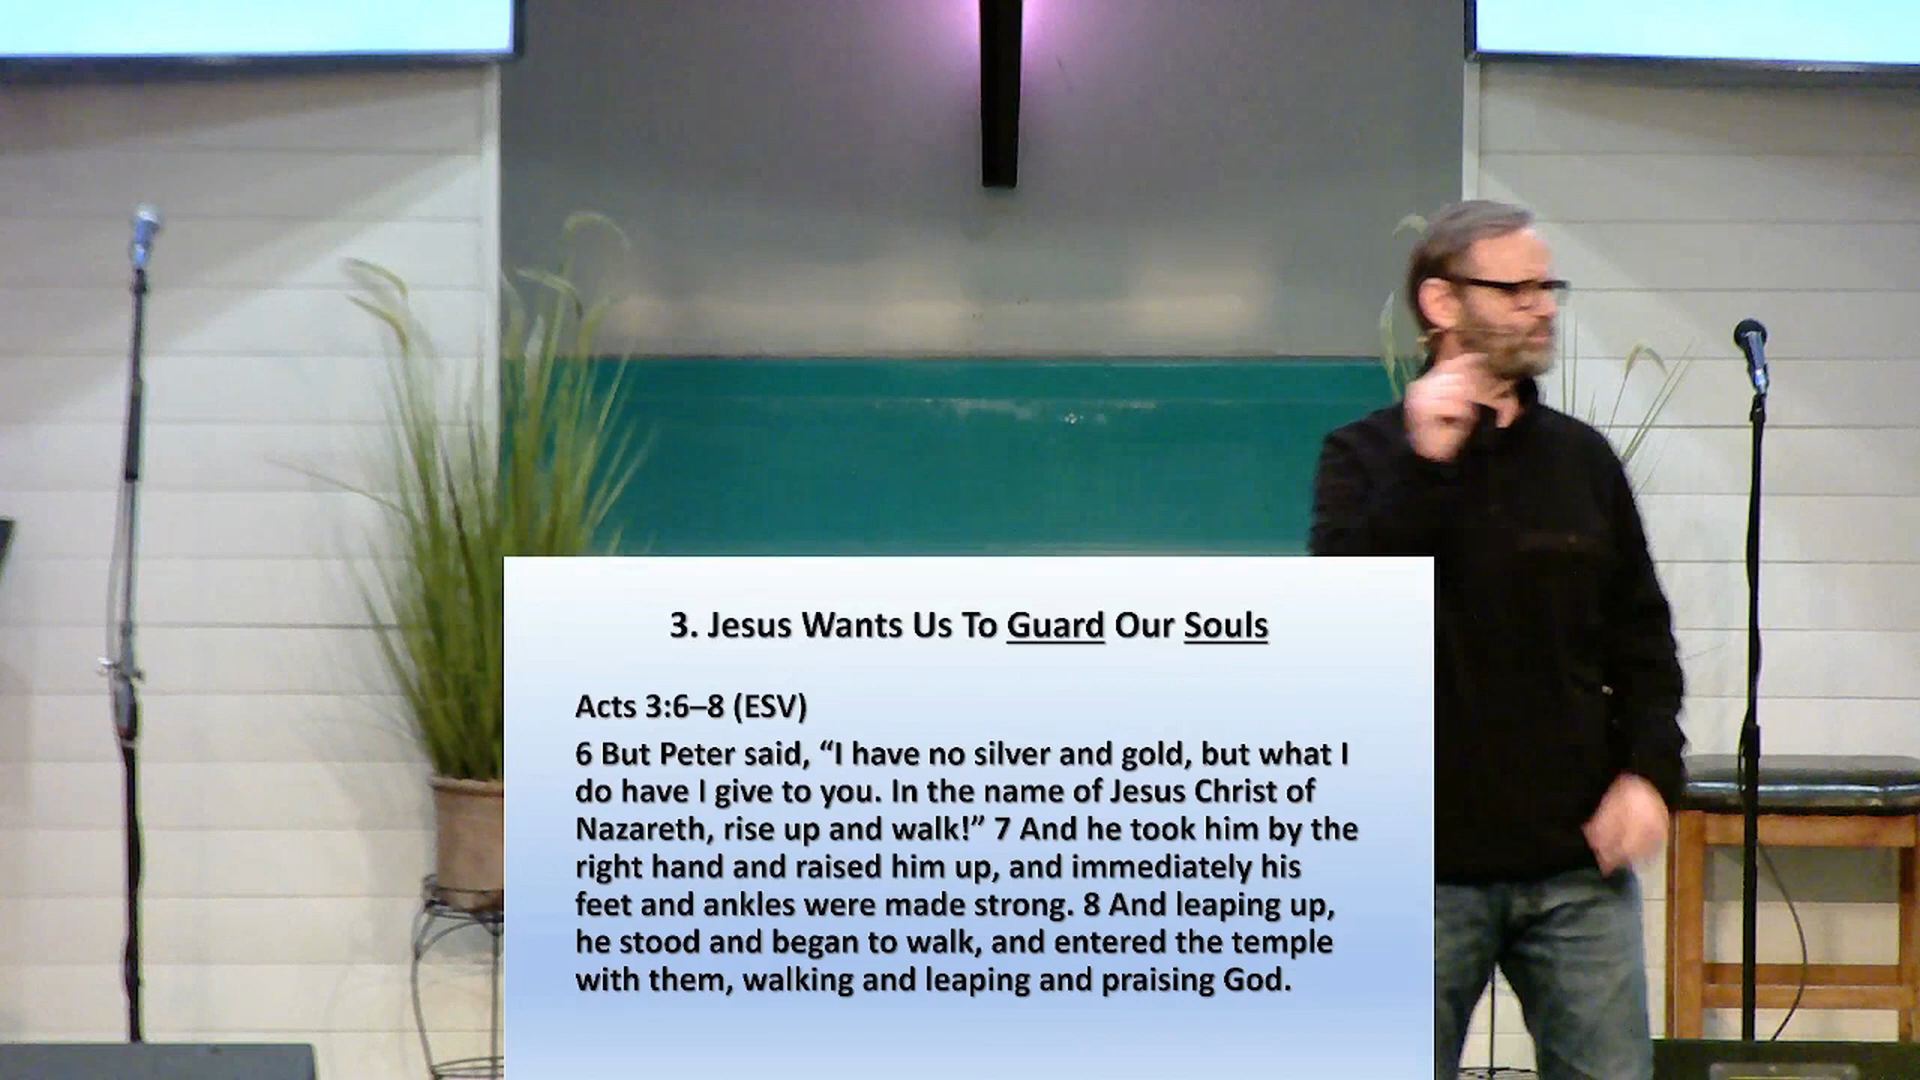 3. Jesus Wants Us To Guard Our Souls
Acts 3:6–8 (ESV)
6 But Peter said, “I have no silver and gold, but what I
do have I give to you. In the name of Jesus Christ of
Nazareth, rise up and walk!” 7 And he took him by the
right hand and raised him up, and immediately his
feet and ankles were made strong. 8 And leaping up,
he stood and began to walk, and entered the temple
with them, walking and leaping and praising God.